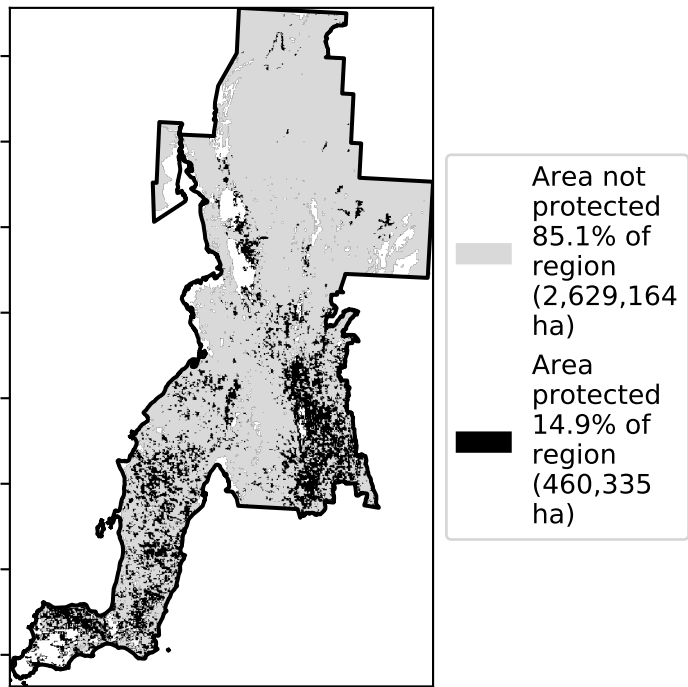 Area not
protected
85.1% of
region
(2,629,164
ha)
Area
protected
14.9% of
region
(460,335
ha)